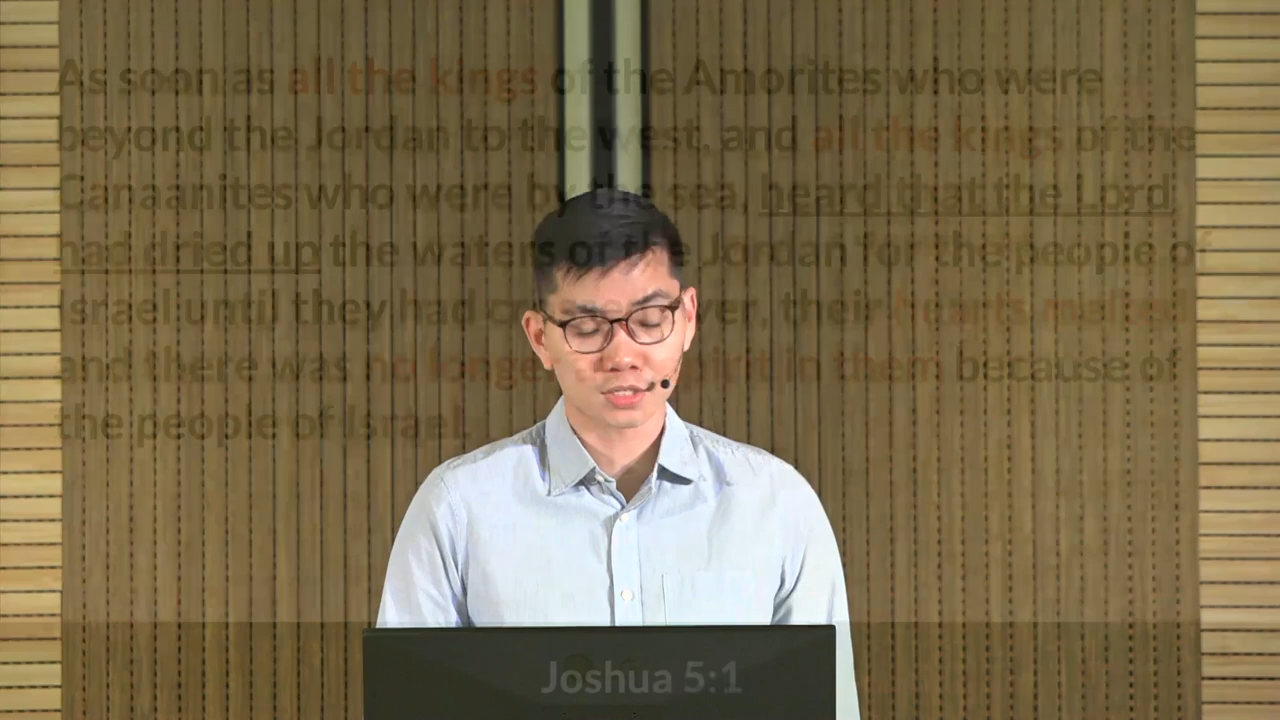 As soon as all the kings of the Amorites who were
beyond the Jordan to the west, and all the kings of the
Canaanites who were by the sea, heard that the Lord
had dried up the waters of the Jordan for the people of
Israel until they had over, their hearts melted
and there was no longer spirit in them because of
the people of Israel.
Joshua 5:1